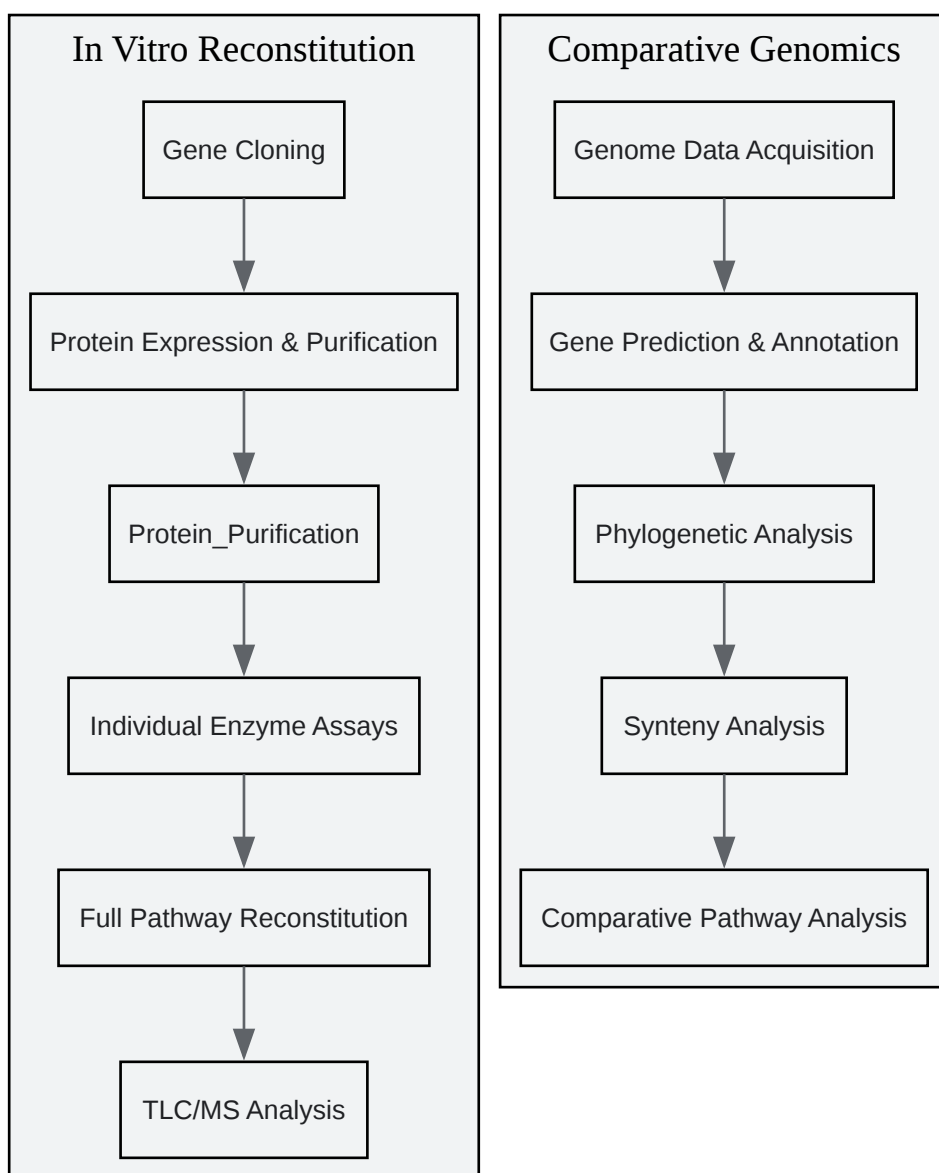 In Vitro Reconstitution
Gene Cloning
Protein Expression & Purification
Protein_Purification
Individual Enzyme Assays
Full Pathway Reconstitution
TLC/MS Analysis
Comparative Genomics
Genome Data Acquisition
Gene Prediction & Annotation
Phylogenetic Analysis
Synteny Analysis
Comparative Pathway Analysis